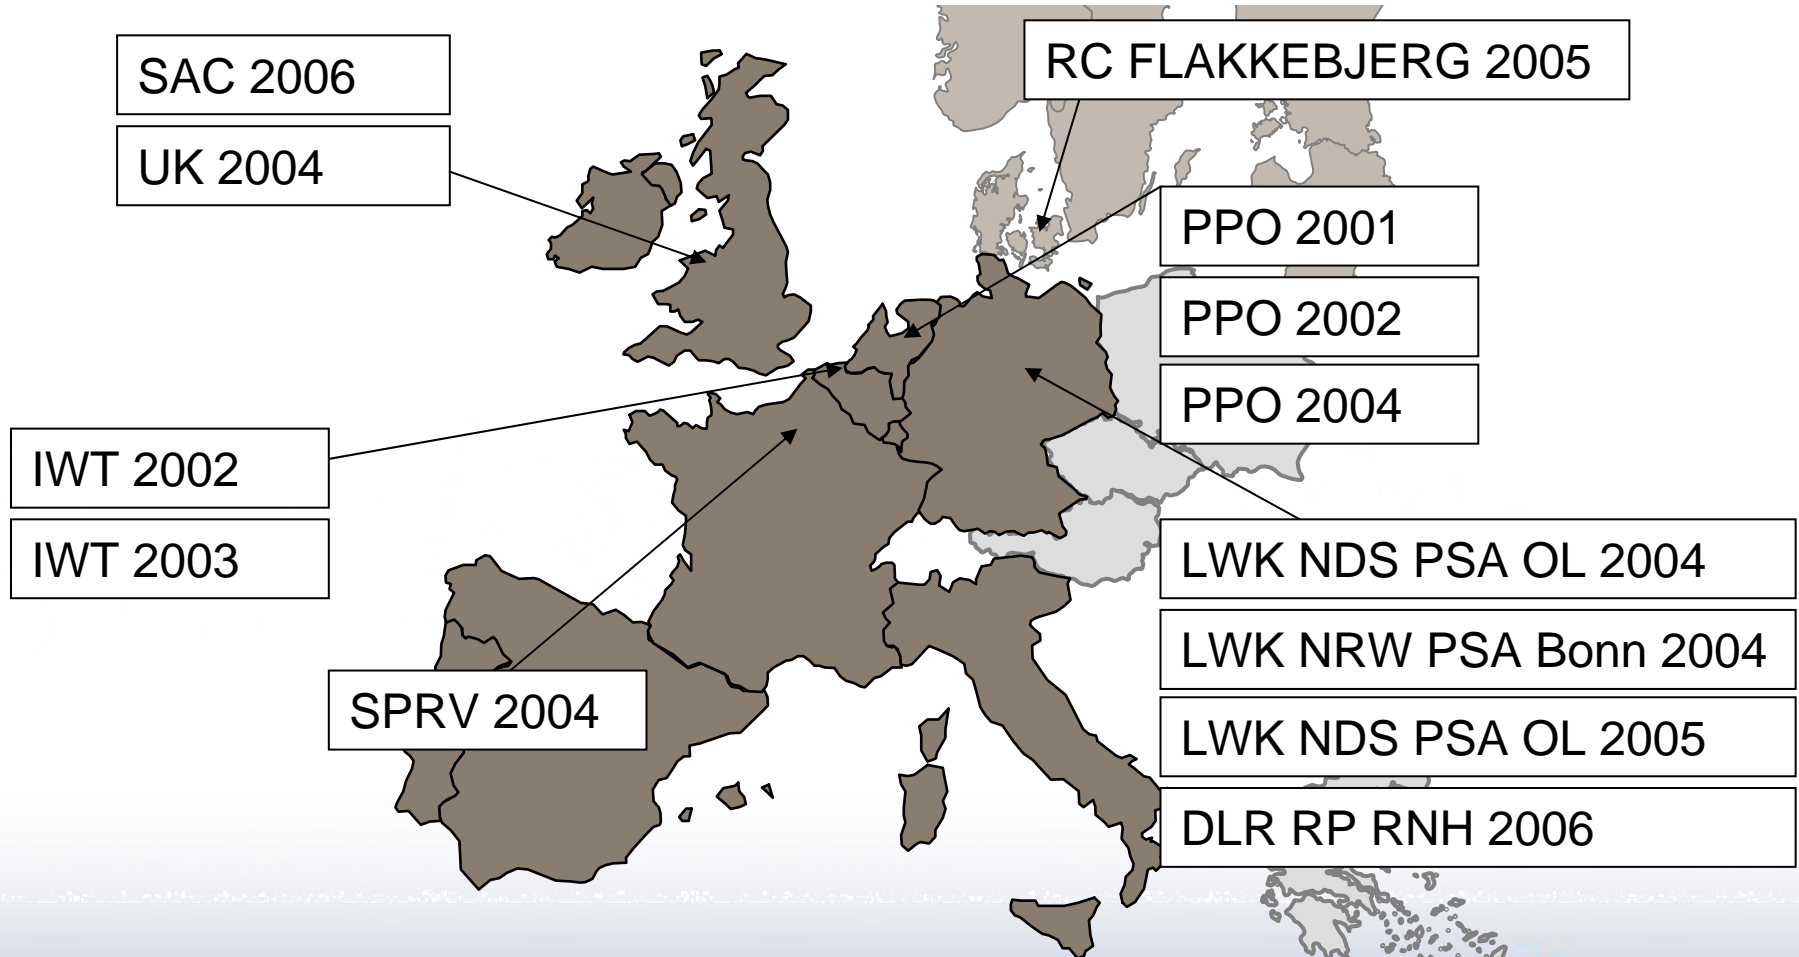 SAC 2006
UK 2004
RC FLAKKEBJERG 2005
PPO 2001
PPO 2002
PPO 2004
IWT 2002
IWT 2003
SPRV 2004
LWK NDS PSA OL 2004
LWK NRW PSA Bonn 2004
LWK NDS PSA OL 2005
DLR RP RNH 2006